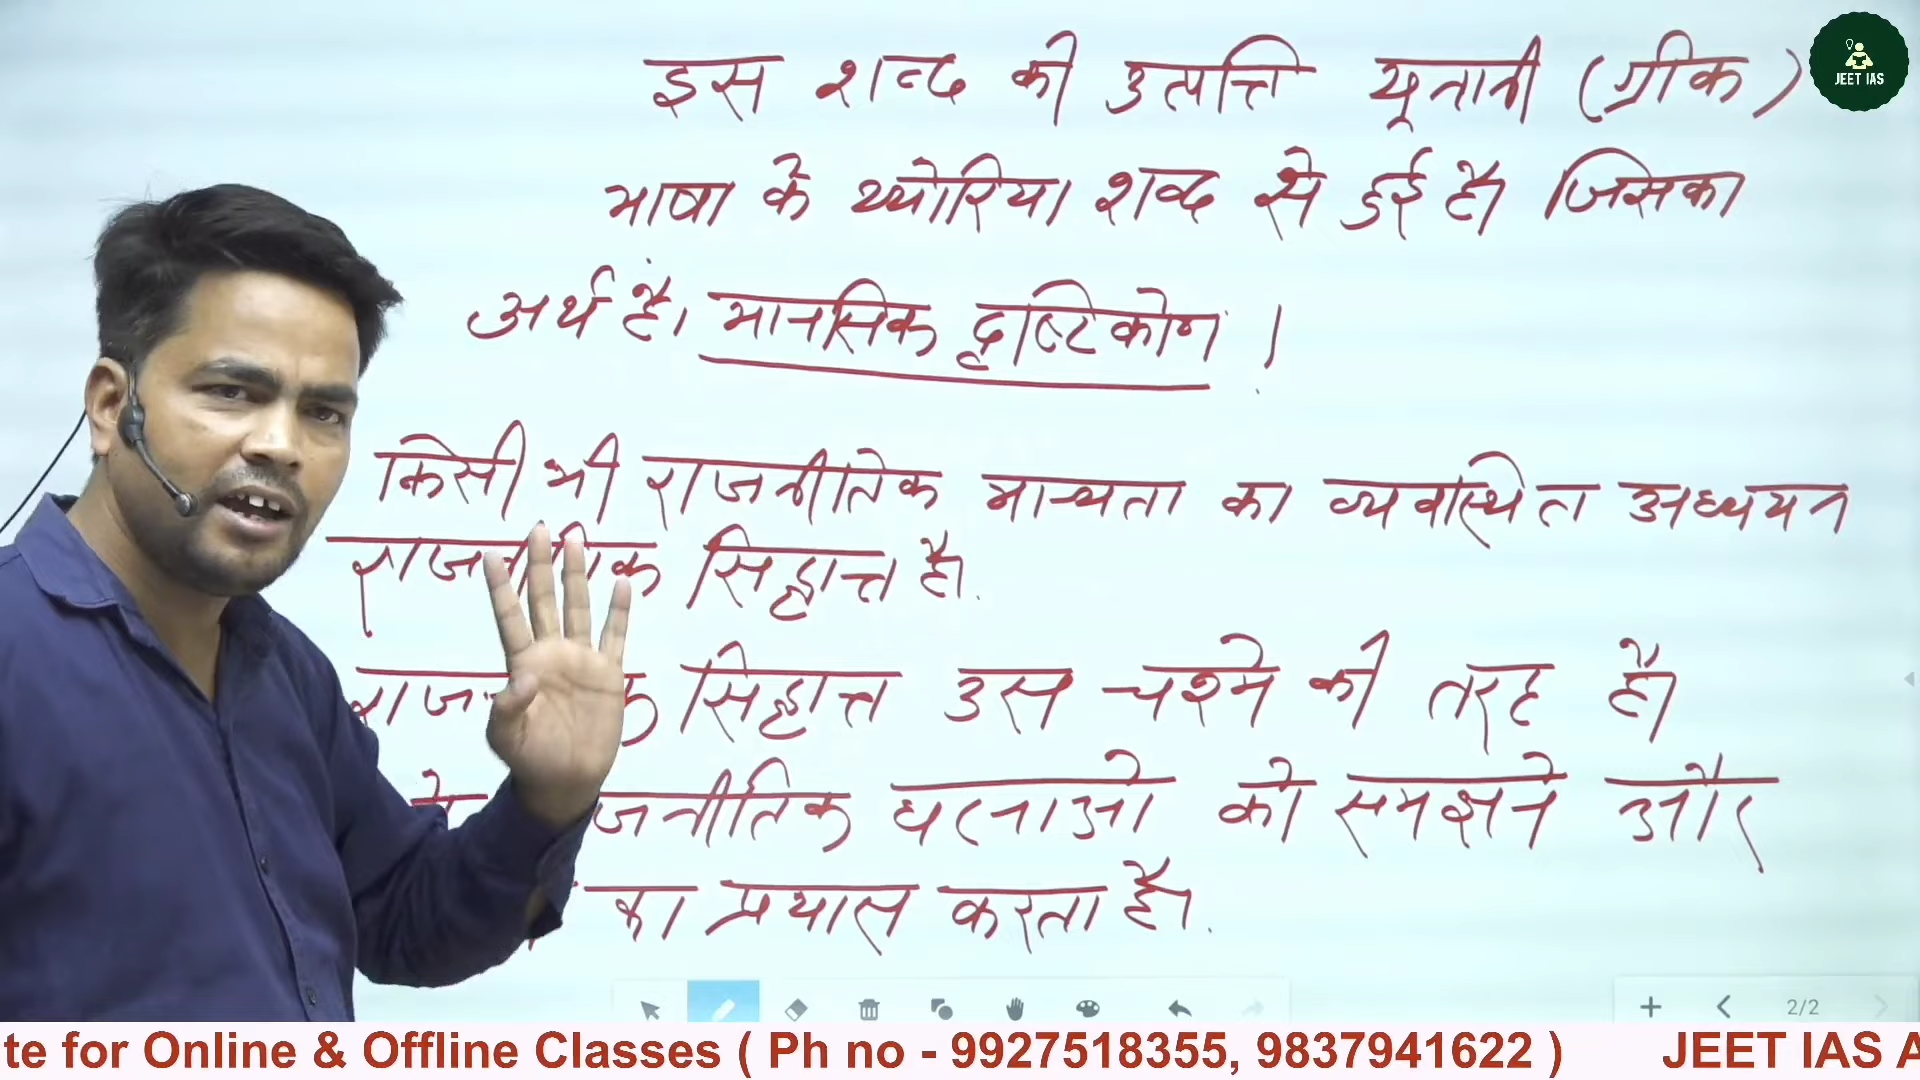 इस शब्द की उत्पत्ति यूनानी (ग्रीक)
JEET IAS
भाषा के थ्योरिया शब्द से हुई है। जिसका
अर्थ है। मानसिक दृष्टिकोण।
किसी भी राजनीतिक मान्यता का व्यवस्थित अध्ययन
सिद्धान्त है।
सिद्धान्त उस चश्मे की तरह है।
घटनाओ को समझने और
का प्रयास करता है।
2/2
te for Online & Offline Classes ( Ph no - 9927518355, 9837941622 ) JEET IAS A